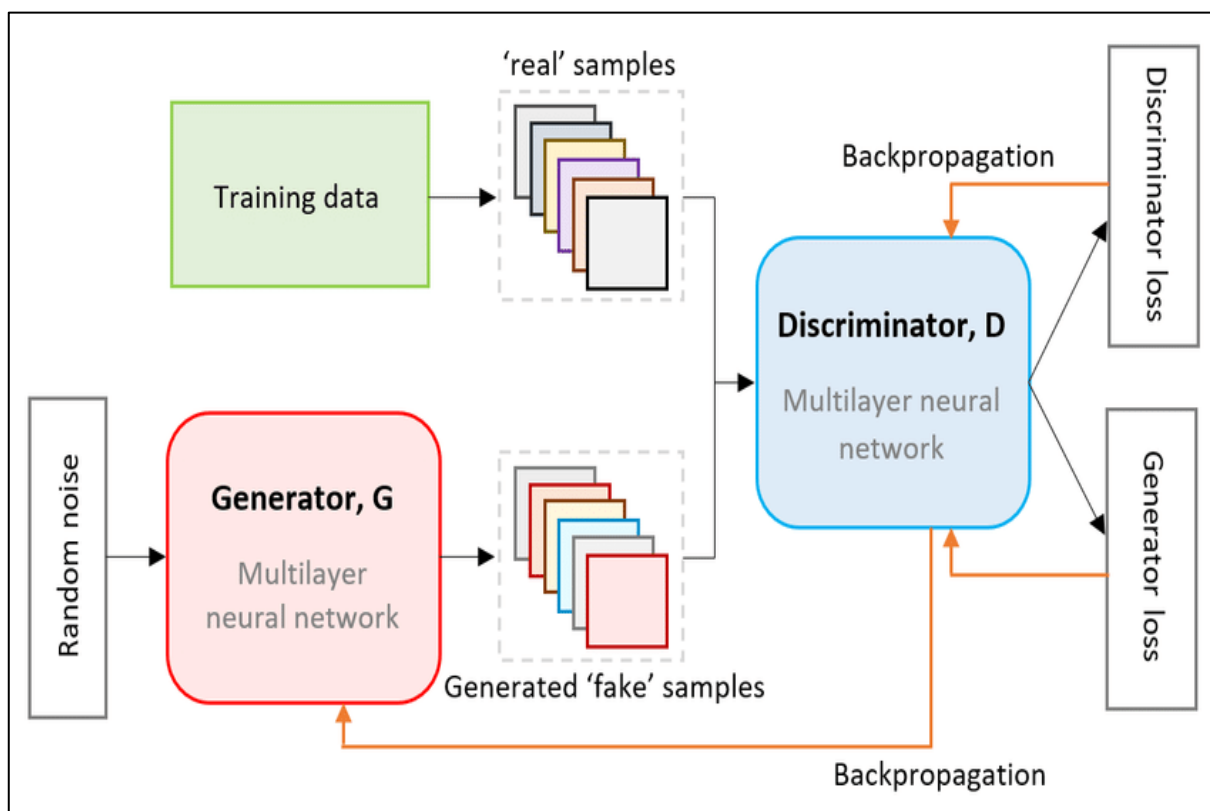 ‘real’ samples
Training data
Backpropagation
Discriminator loss
Discriminator, D
Multilayer neural
network
Random noise
Generator, G
Multilayer
neural network
Generated ‘fake’ samples
Generator loss
Backpropagation